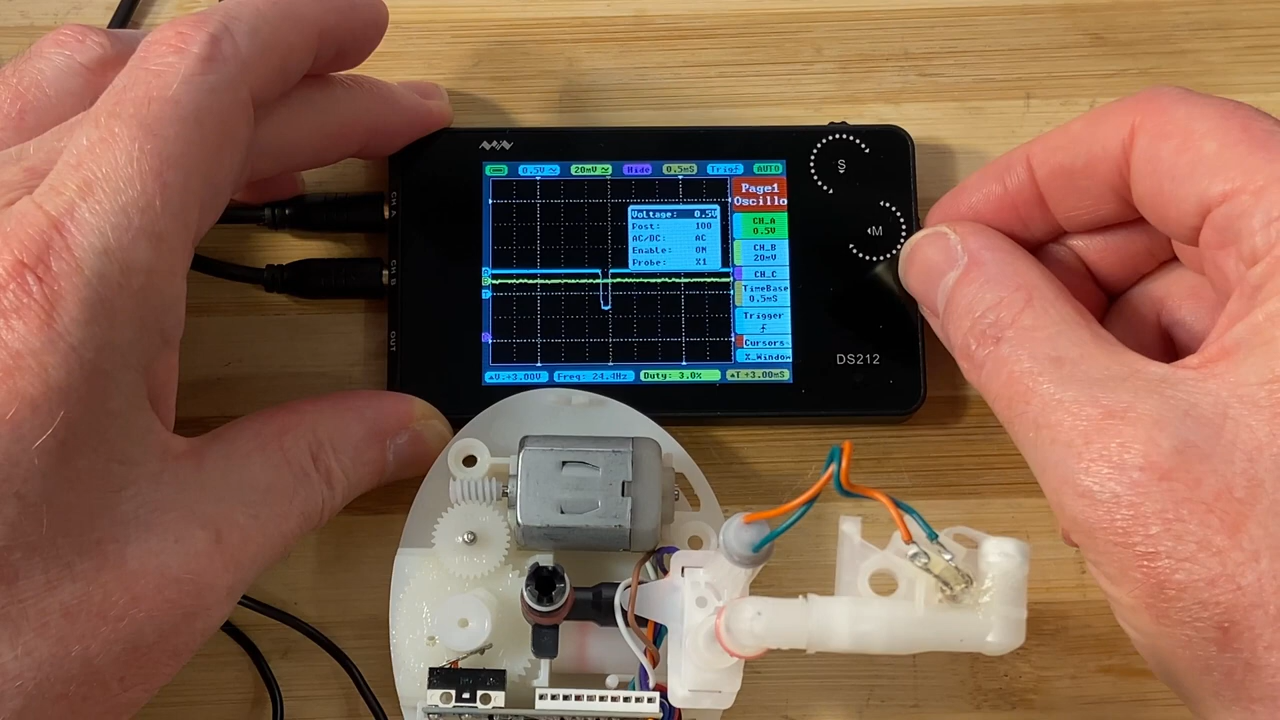 0.5V 20mV Hide 0.5mS Trig AUTO
Page1
Oscillo
Voltage: 0.5V
Post: 100
AC/DC: AC
Enable: ON
Probe: X1
CH_A
0.5V
CH_B
20mV
CH_C
TimeBase
0.5mS
Trigger
Cursors
X_Window
▲V:+3.00V Freq: 24.4Hz Duty: 3.0% ▲T +3.00mS
S
M
DS212
CH A
CH B
OUT